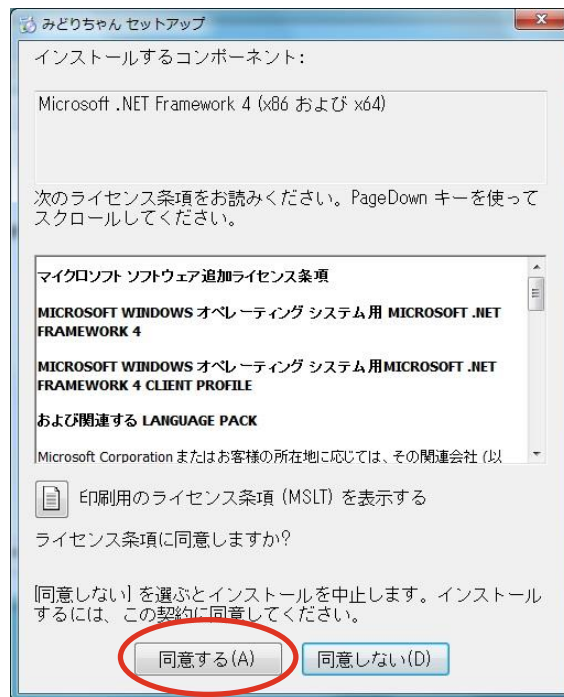 みどりちゃん セットアップ
インストールするコンポーネント:
Microsoft .NET Framework 4 (x86 および x64)
次のライセンス条項をお読みください。PageDown キーを使って
スクロールしてください。
マイクロソフト ソフトウェア追加ライセンス条項
MICROSOFT WINDOWS オペレーティング システム用 MICROSOFT .NET
FRAMEWORK 4
MICROSOFT WINDOWS オペレーティング システム用MICROSOFT .NET
FRAMEWORK 4 CLIENT PROFILE
および関連する LANGUAGE PACK
Microsoft Corporation またはお客様の所在地に応じては、その関連会社 (以
印刷用のライセンス条項 (MSLT) を表示する
ライセンス条項に同意しますか?
[同意しない] を選ぶとインストールを中止します。インストール
するには、この契約に同意してください。
同意する(A) 同意しない(D)